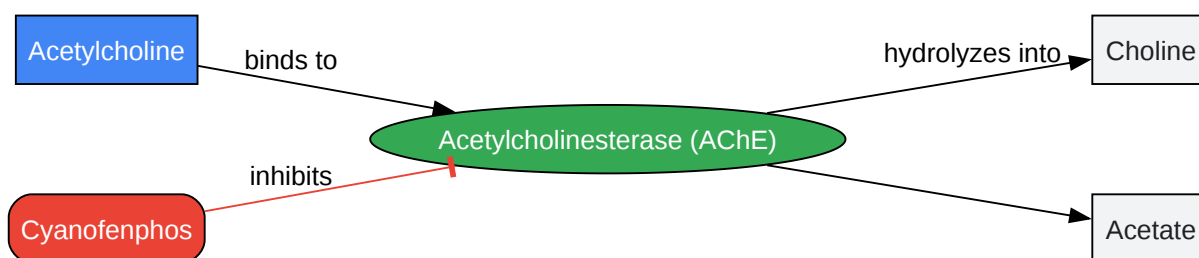 Acetylcholine
binds to
hydrolyzes into
Choline
Acetylcholinesterase (AChE)
inhibits
Cyanofenphos
Acetate